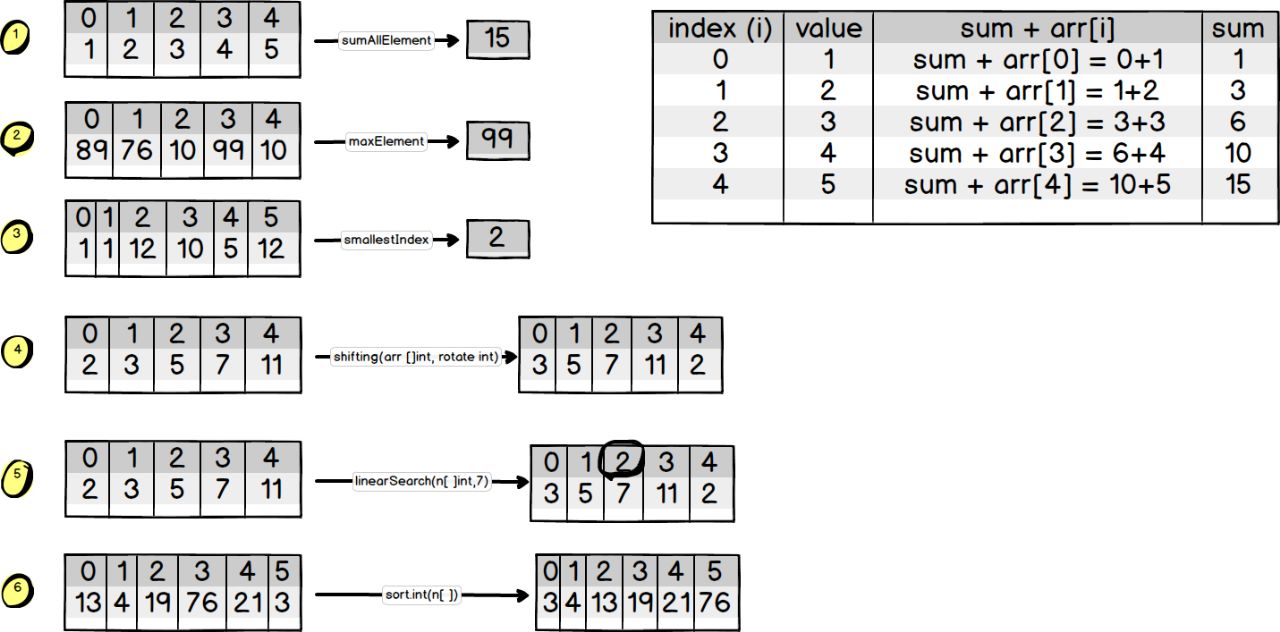 1
0 1 2 3 4
1 2 3 4 5
sumAllElement
15
2
0 1 2 3 4
89 76 10 99 10
maxElement
99
3
0 1 2 3 4 5
1 1 12 10 5 12
smallestIndex
2
4
0 1 2 3 4
2 3 5 7 11
shifting(arr []int, rotate int)
0 1 2 3 4
3 5 7 11 2
5
0 1 2 3 4
2 3 5 7 11
linearSearch(n[ ]int,7)
0 1 2 3 4
3 5 7 11 2
6
0 1 2 3 4 5
13 4 19 76 21 3
sort.int(n[ ])
0 1 2 3 4 5
3 4 13 19 21 76
index (i) value sum + arr[i] sum
0 1 sum + arr[0] = 0+1 1
1 2 sum + arr[1] = 1+2 3
2 3 sum + arr[2] = 3+3 6
3 4 sum + arr[3] = 6+4 10
4 5 sum + arr[4] = 10+5 15